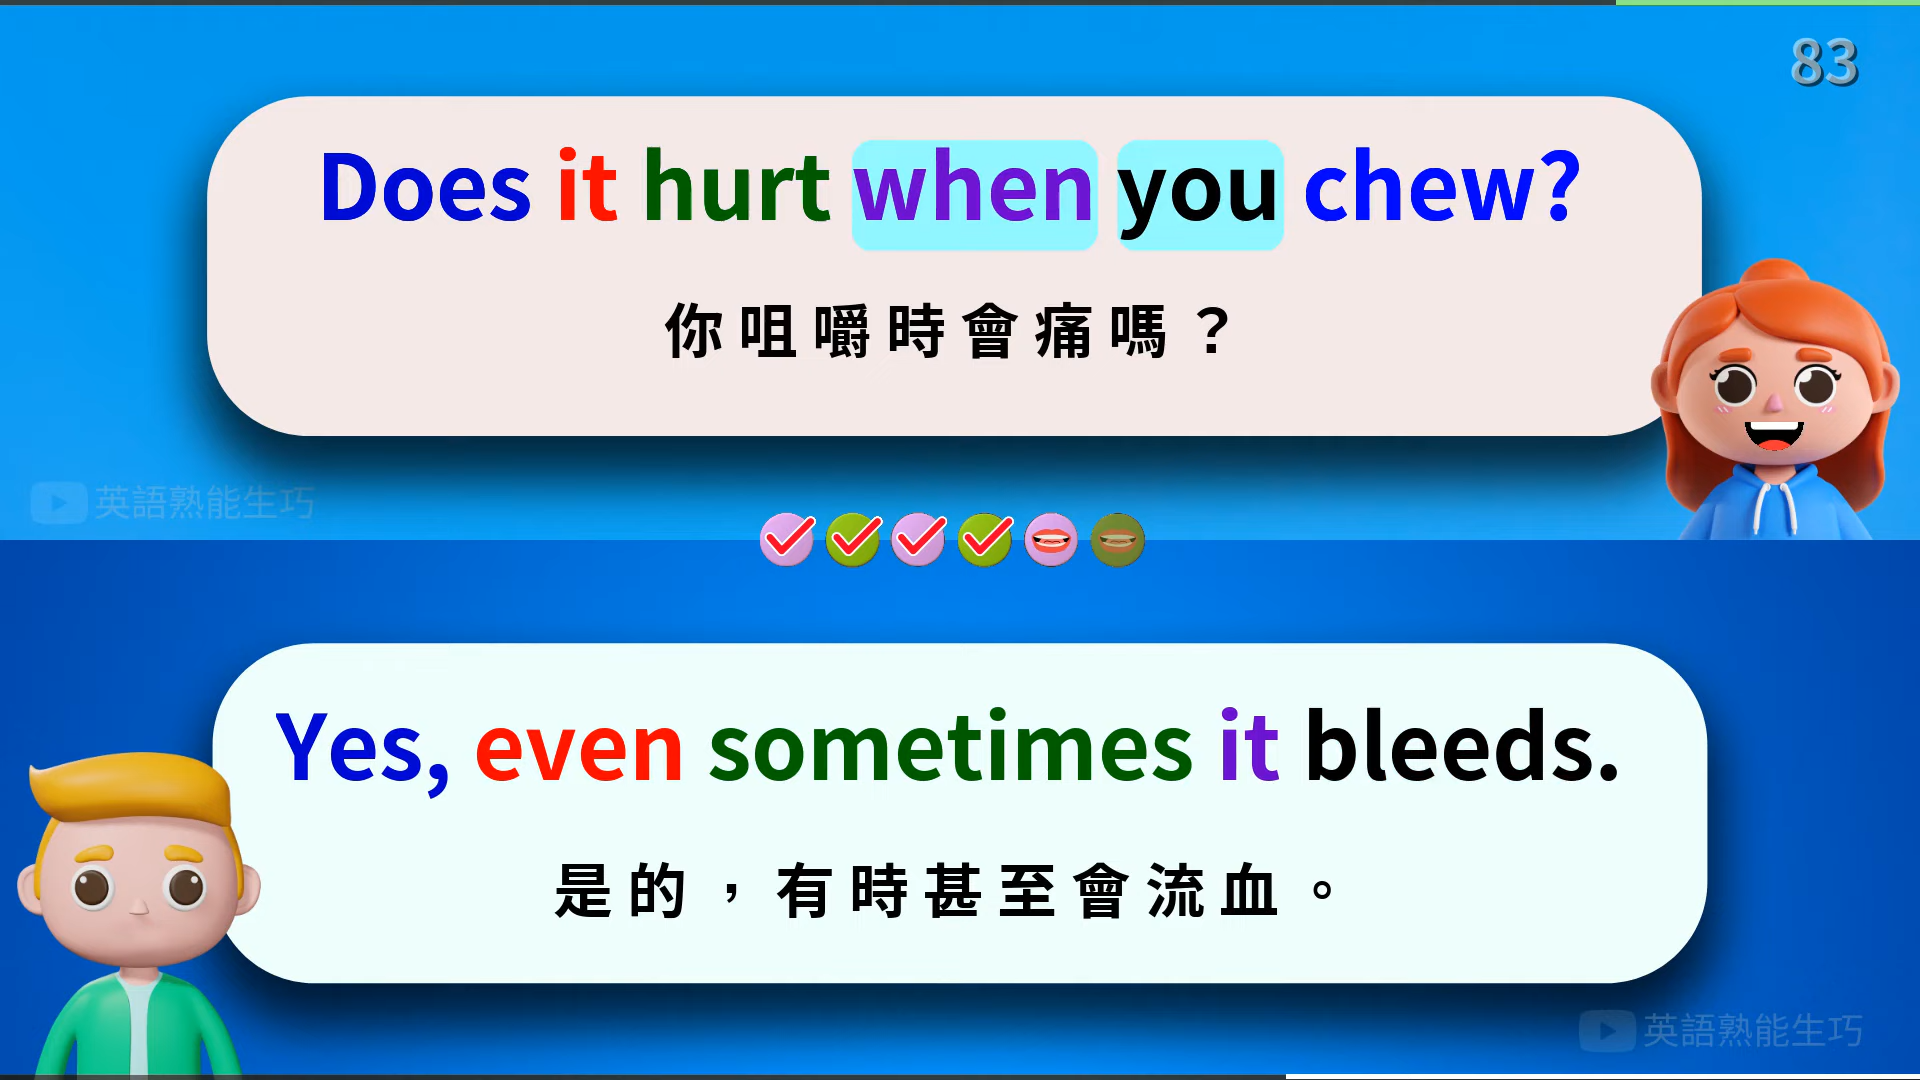 83
Does it hurt when you chew?
你咀嚼時會痛嗎？
英語熟能生巧
Yes, even sometimes it bleeds.
是的，有時甚至會流血。
英語熟能生巧